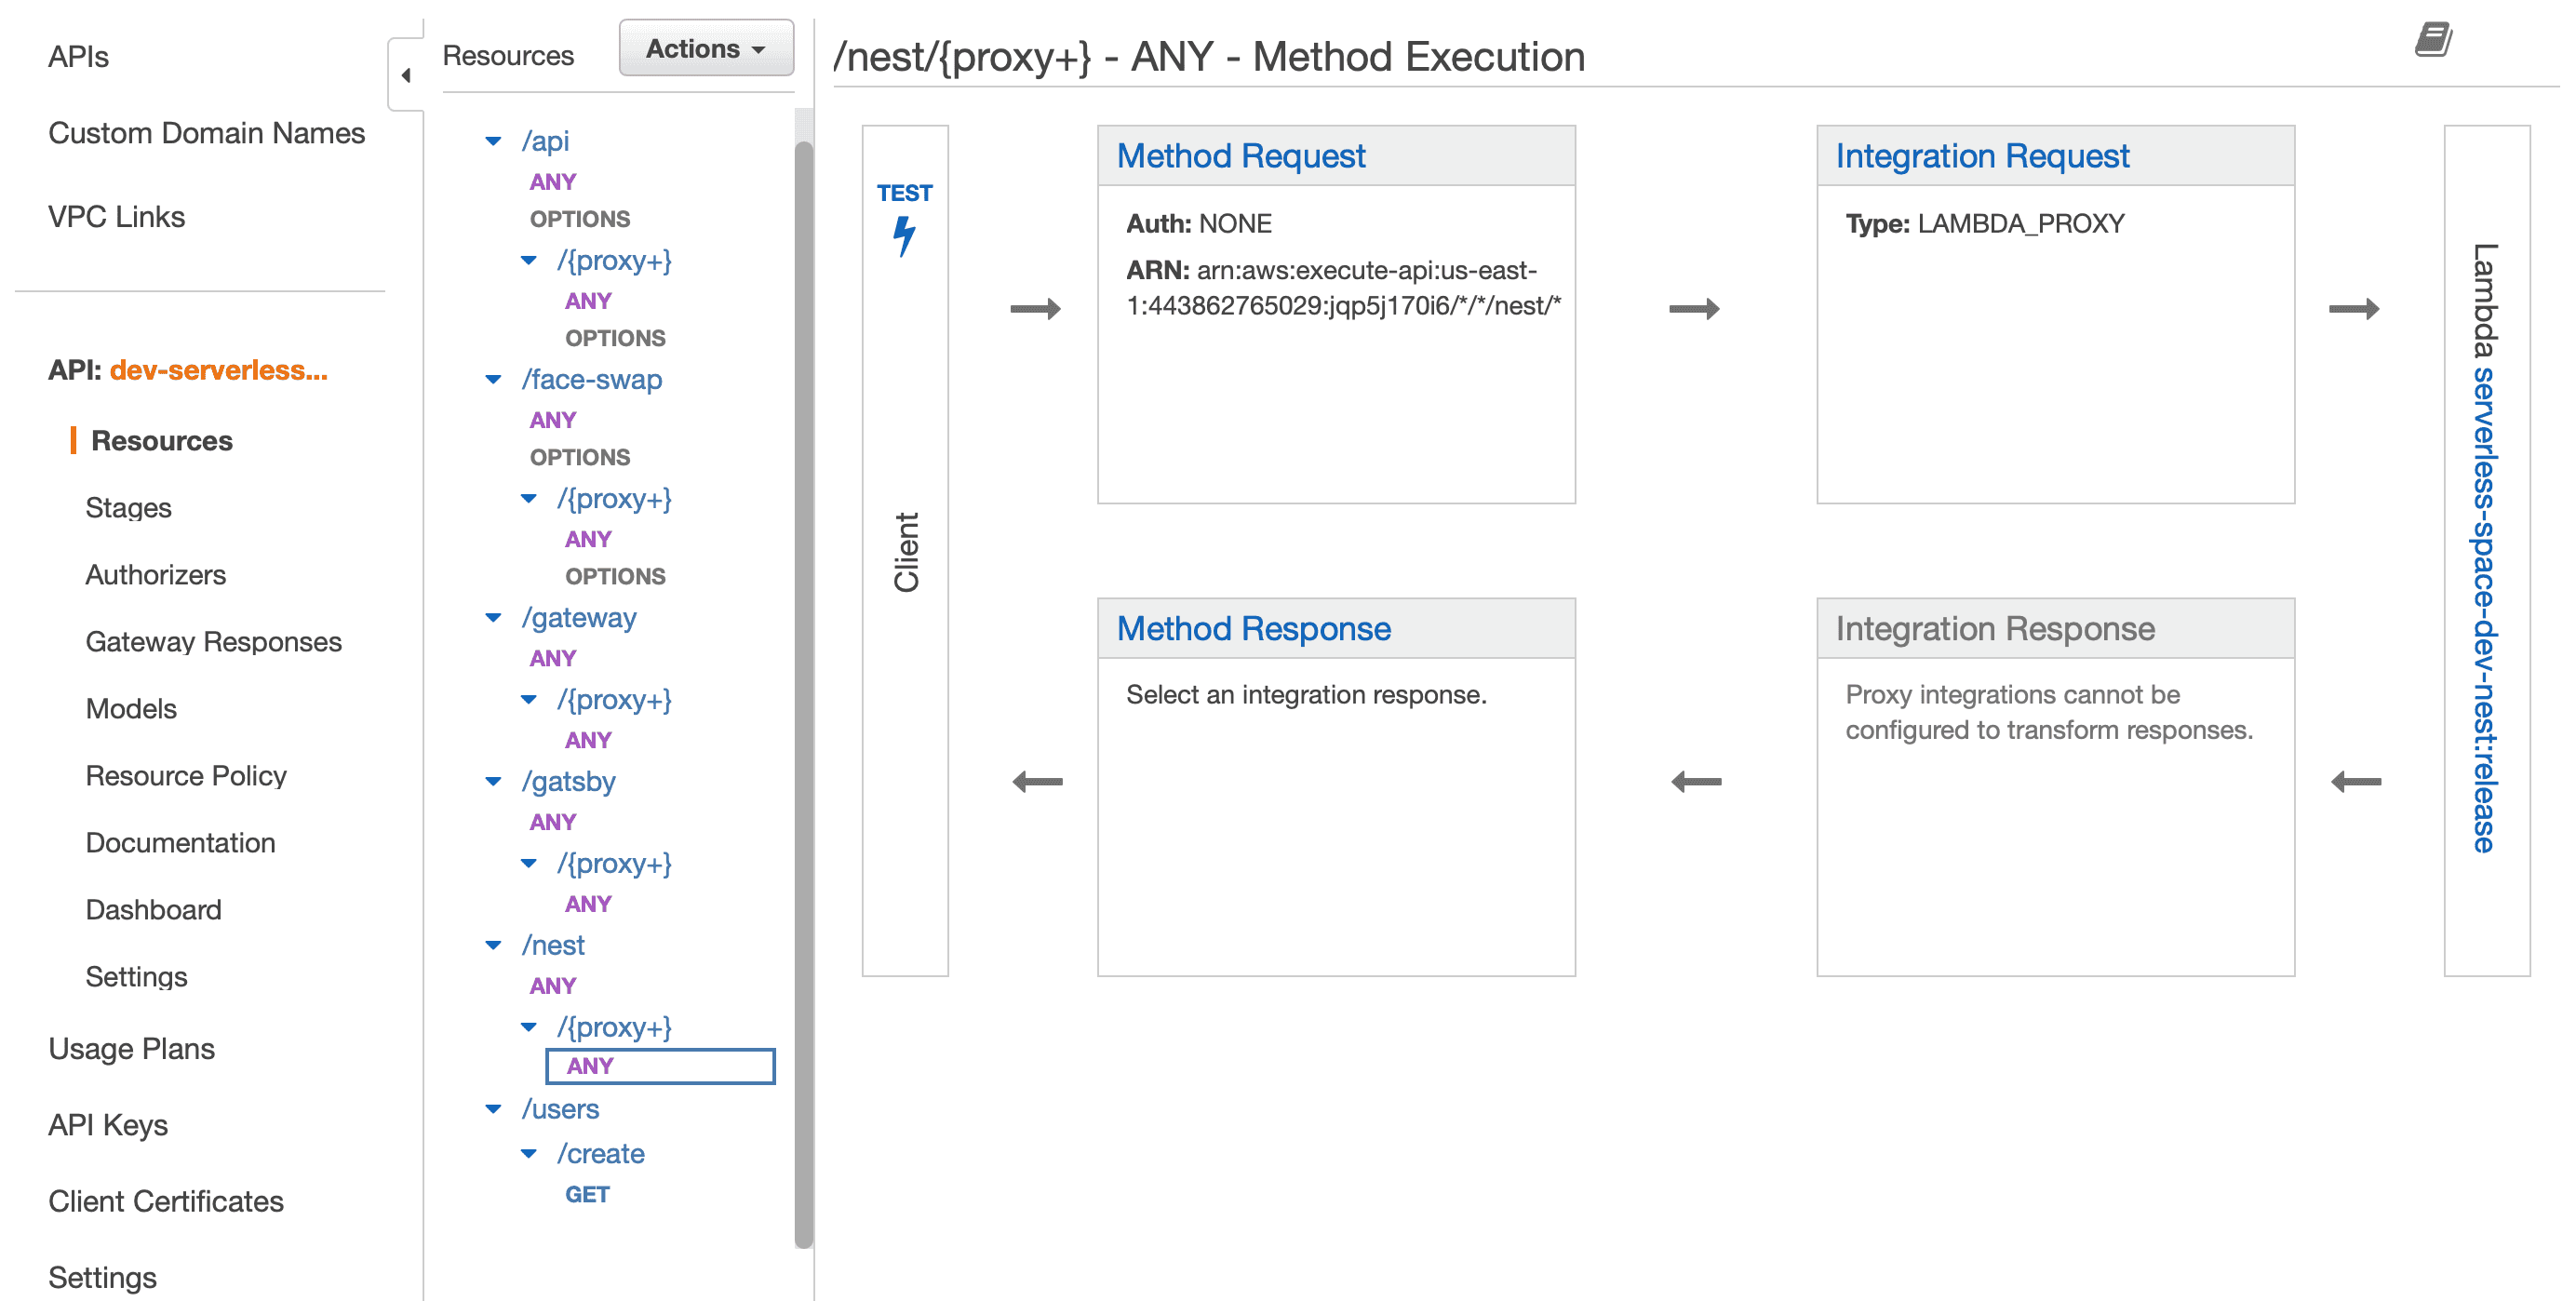 APIs
Custom Domain Names
VPC Links
API: dev-serverless...
Resources
Stages
Authorizers
Gateway Responses
Models
Resource Policy
Documentation
Dashboard
Settings
Usage Plans
API Keys
Client Certificates
Settings
Resources
Actions
/api
ANY
OPTIONS
/{proxy+}
ANY
OPTIONS
/face-swap
ANY
OPTIONS
/{proxy+}
ANY
OPTIONS
/gateway
ANY
/{proxy+}
ANY
/gatsby
ANY
/{proxy+}
ANY
/nest
ANY
/{proxy+}
ANY
/users
/create
GET
/nest/{proxy+} - ANY - Method Execution
TEST
Client
Method Request
Auth: NONE
ARN: arn:aws:execute-api:us-east-
1:443862765029:jqp5j170i6/*/*/nest/*
Integration Request
Type: LAMBDA_PROXY
Method Response
Select an integration response.
Integration Response
Proxy integrations cannot be
configured to transform responses.
Lambda serverless-space-dev-nest:release